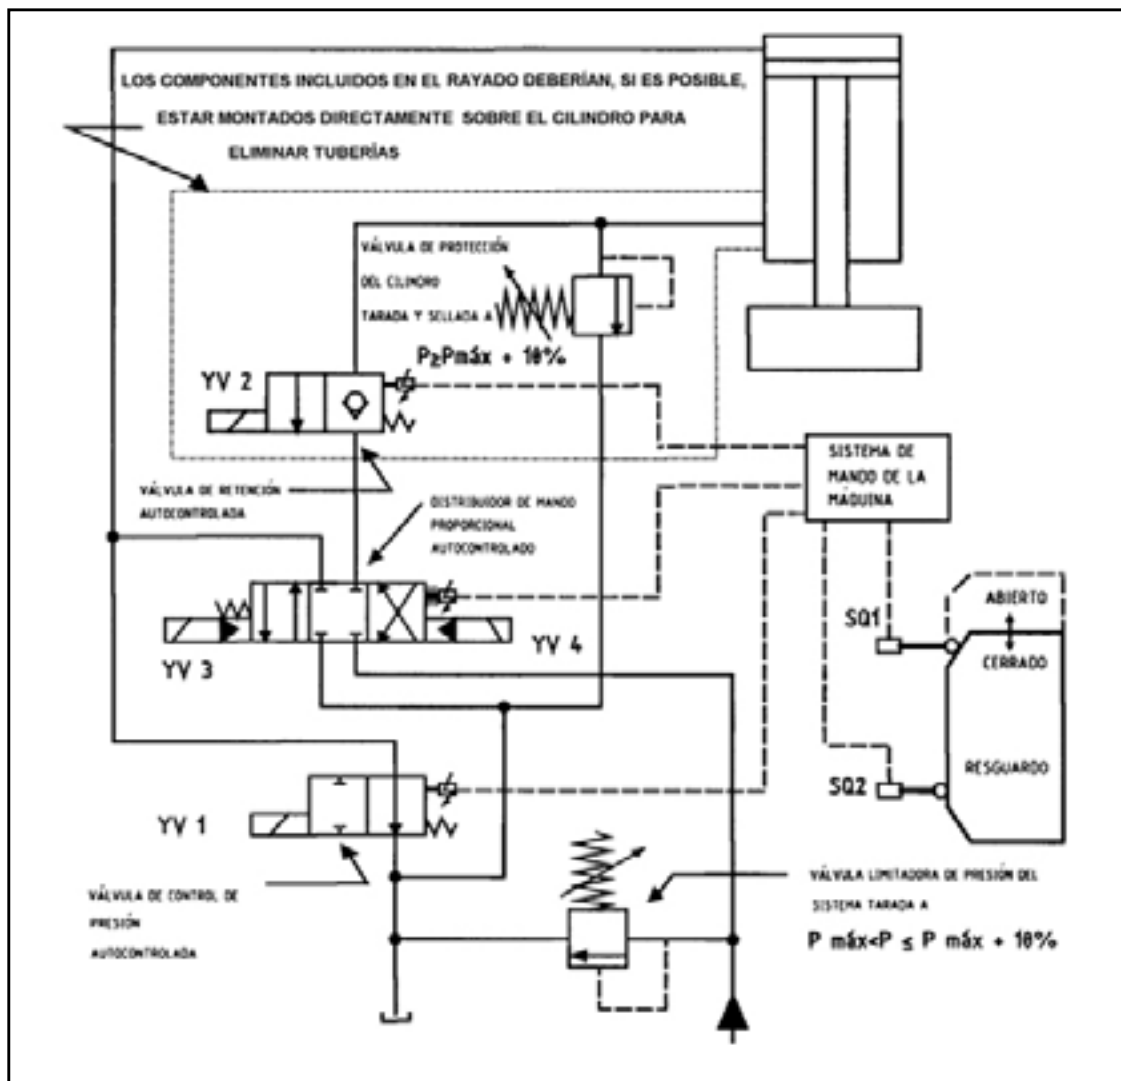 LOS COMPONENTES INCLUIDOS EN EL RAYADO DEBERÍAN, SI ES POSIBLE,
ESTAR MONTADOS DIRECTAMENTE SOBRE EL CILINDRO PARA
ELIMINAR TUBERÍAS
VÁLVULA DE PROTECCIÓN
DEL CILINDRO
TARADA Y SELLADA A
P≥Pmáx + 10%
YV 2
SISTEMA DE
MANDO DE LA
MÁQUINA
VÁLVULA DE RETENCIÓN
AUTOCONTROLADA
DISTRIBUIDOR DE MANDO
PROPORCIONAL
AUTOCONTROLADO
ABIERTO
SQ1
CERRADO
YV 3
YV 4
RESGUARDO
SQ2
YV 1
VÁLVULA DE CONTROL DE
PRESIÓN
AUTOCONTROLADA
VÁLVULA LIMITADORA DE PRESIÓN DEL
SISTEMA TARADA A
P máx<P ≤ P máx + 10%